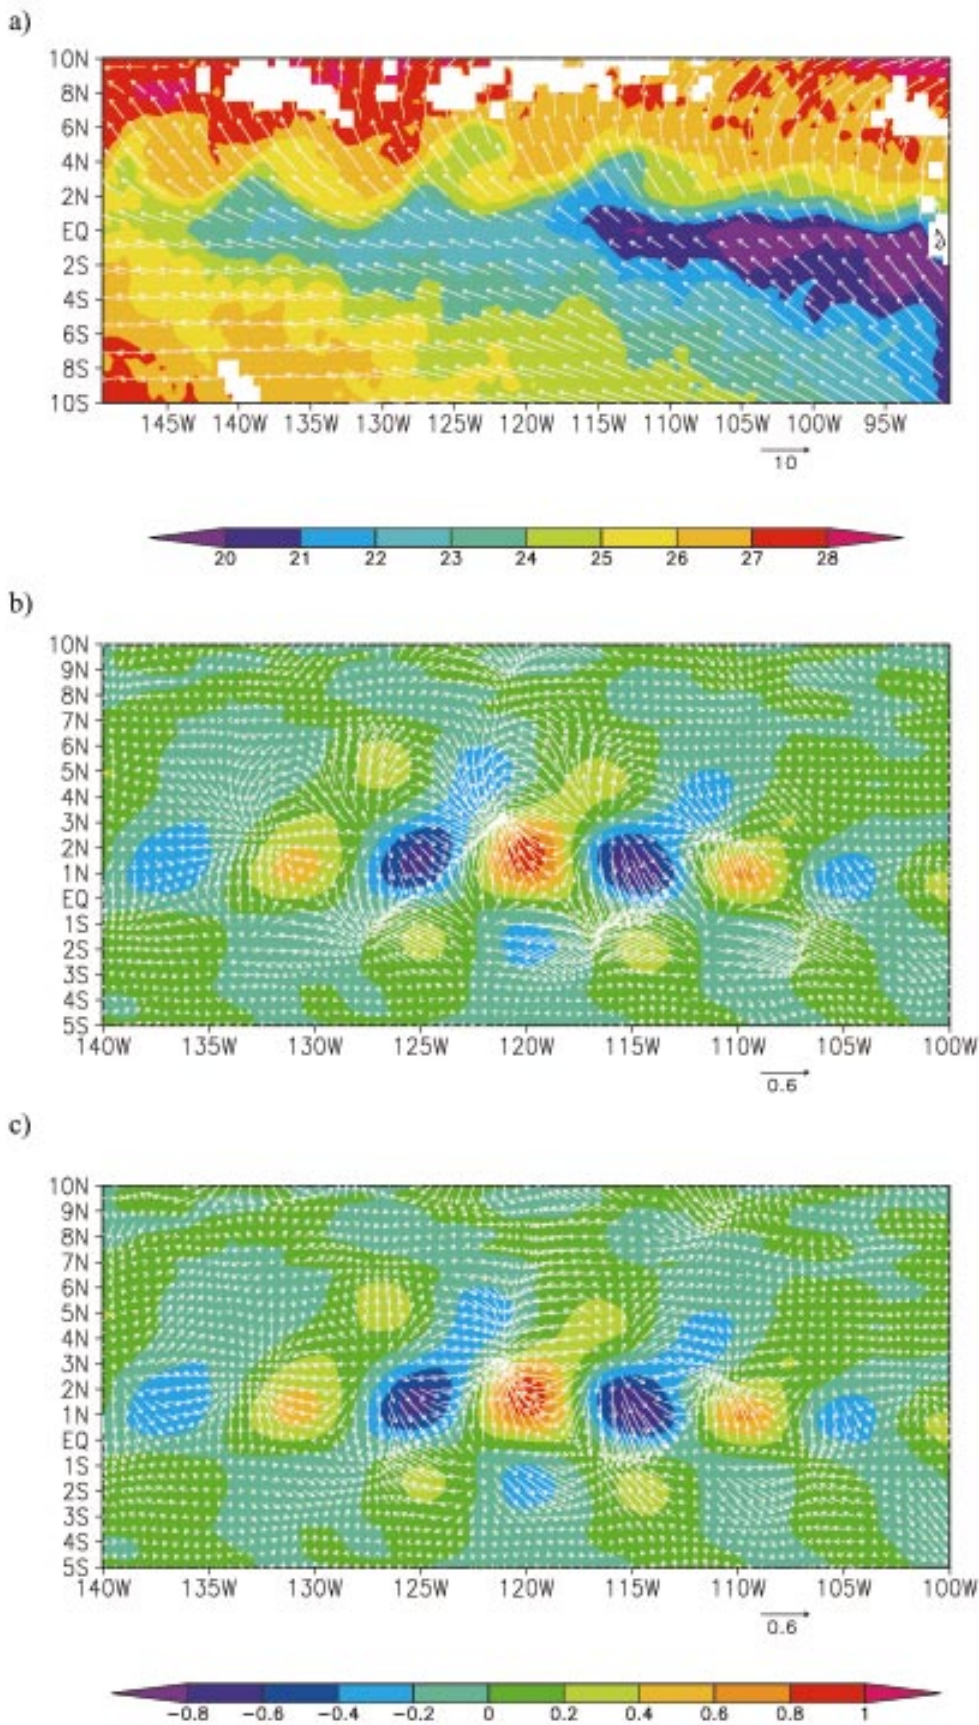 a)
10N
8N
6N
4N
2N
EQ
2S
4S
6S
8S
10S
145W 140W 135W 130W 125W 120W 115W 110W 105W 100W 95W
10
20 21 22 23 24 25 26 27 28
b)
10N
9N
8N
7N
6N
5N
4N
3N
2N
1N
EQ
1S
2S
3S
4S
5S
140W 135W 130W 125W 120W 115W 110W 105W 100W
0.6
c)
10N
9N
8N
7N
6N
5N
4N
3N
2N
1N
EQ
1S
2S
3S
4S
5S
140W 135W 130W 125W 120W 115W 110W 105W 100W
0.6
-0.8 -0.6 -0.4 -0.2 0 0.2 0.4 0.6 0.8 1